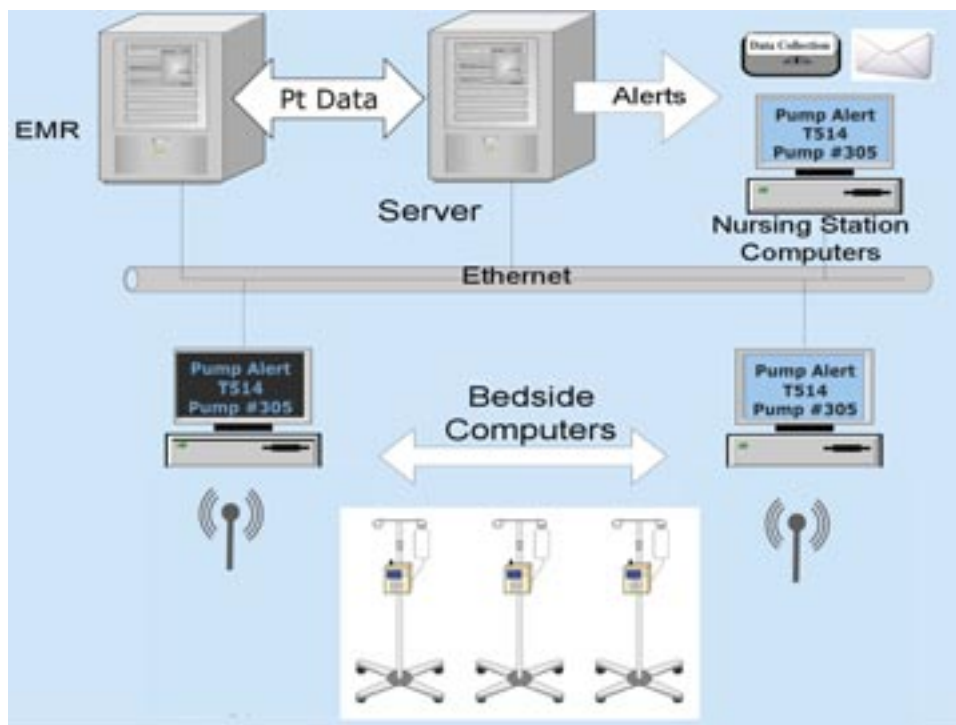 Data Collection
Pt Data
Alerts
EMR
Pump Alert
T514
Pump #305
Server
Nursing Station
Computers
Ethernet
Pump Alert
T514
Pump #305
Bedside
Computers
Pump Alert
T514
Pump #305